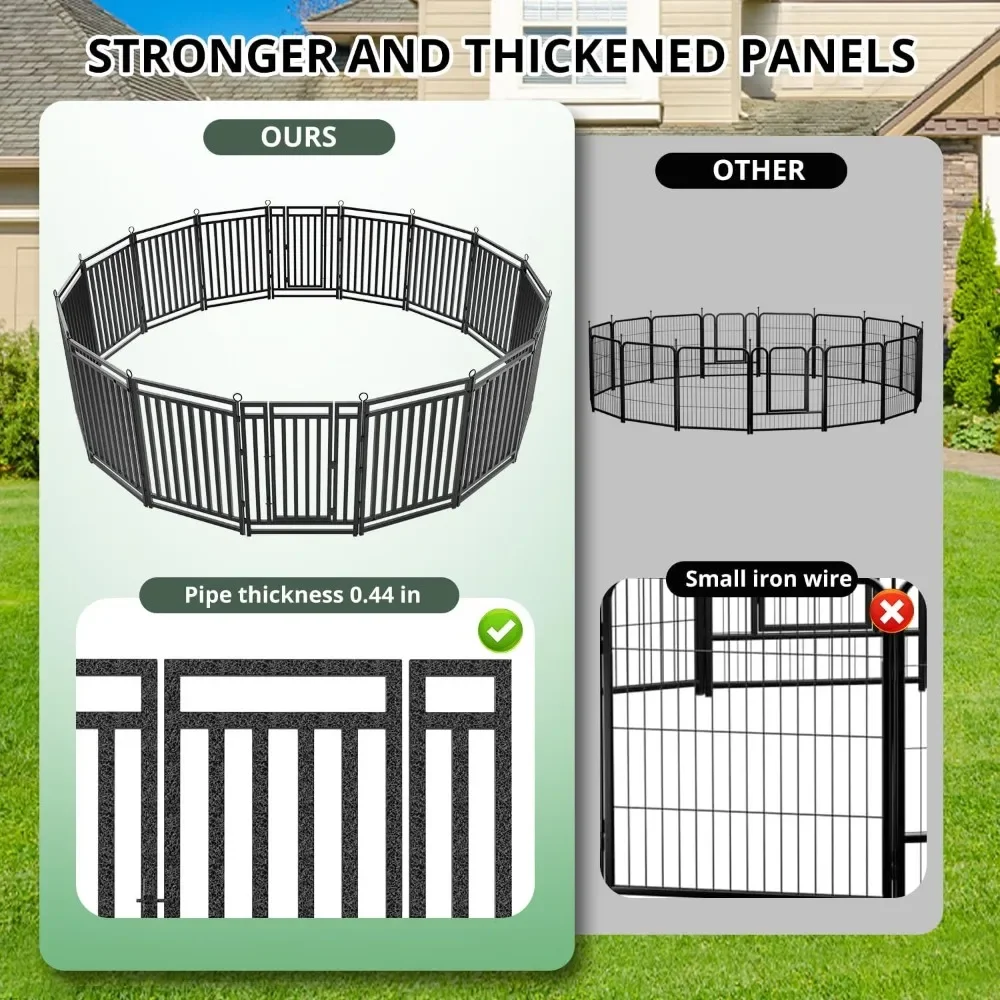 STRONGER AND THICKENED PANELS
OURS
OTHER
Pipe thickness 0.44 in
Small iron wire